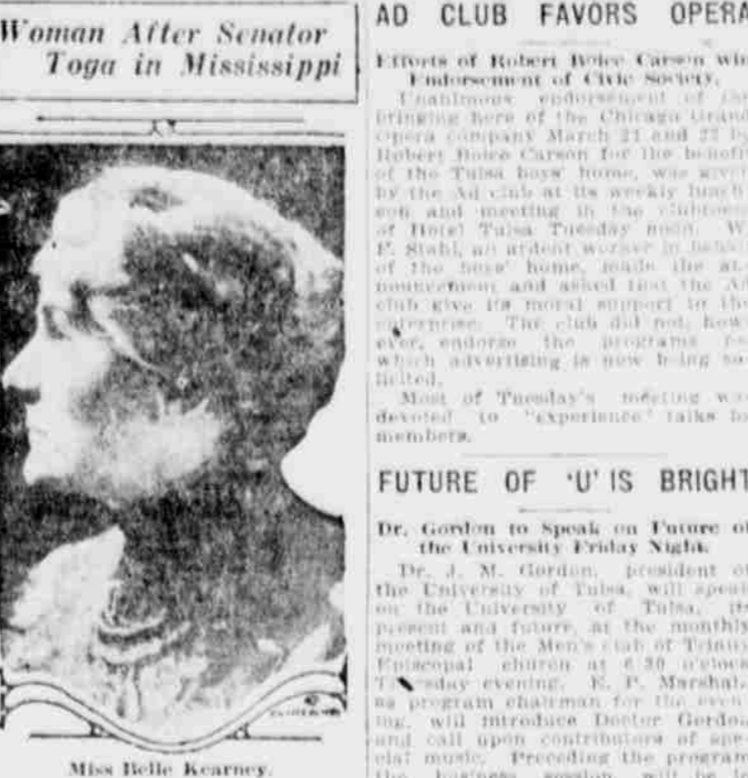 Woman After Senator
Toga in Mississippi
Miss Belle Kearney.
AD CLUB FAVORS OPERA
Efforts of Robert Boice Carson win
Endorsement of Civic Society.
Unanimous endorsement of the
bringing here of the Chicago Grand
Opera company March 21 and 22 by
Robert Boice Carson for the benefit
of the Tulsa boys' home, was given
by the Ad club at its weekly lunch-
eon and meeting in the clubroom
of Hotel Tulsa Tuesday noon. W.
F. Stahl, an ardent worker in behalf
of the boys' home, made the an-
nouncement and asked that the Ad
club give its moral support to the
enterprise. The club did not, how-
ever, endorse the programs for
which advertising is now being so-
licited.
Most of Tuesday's meeting was
devoted to "experience" talks by
members.
FUTURE OF 'U' IS BRIGHT
Dr. Gordon to Speak on Future of
the University Friday Night.
Dr. J. M. Gordon, president of
the University of Tulsa, will speak
on the University of Tulsa, its
present and future, at the monthly
meeting of the Men's club of Trinity
Episcopal church at 6:30 o'clock
evening. E. P. Marshall,
as program chairman for the even-
ing, will introduce Doctor Gordon
and call upon contributors of spe-
cial music. Preceding the program
the business session